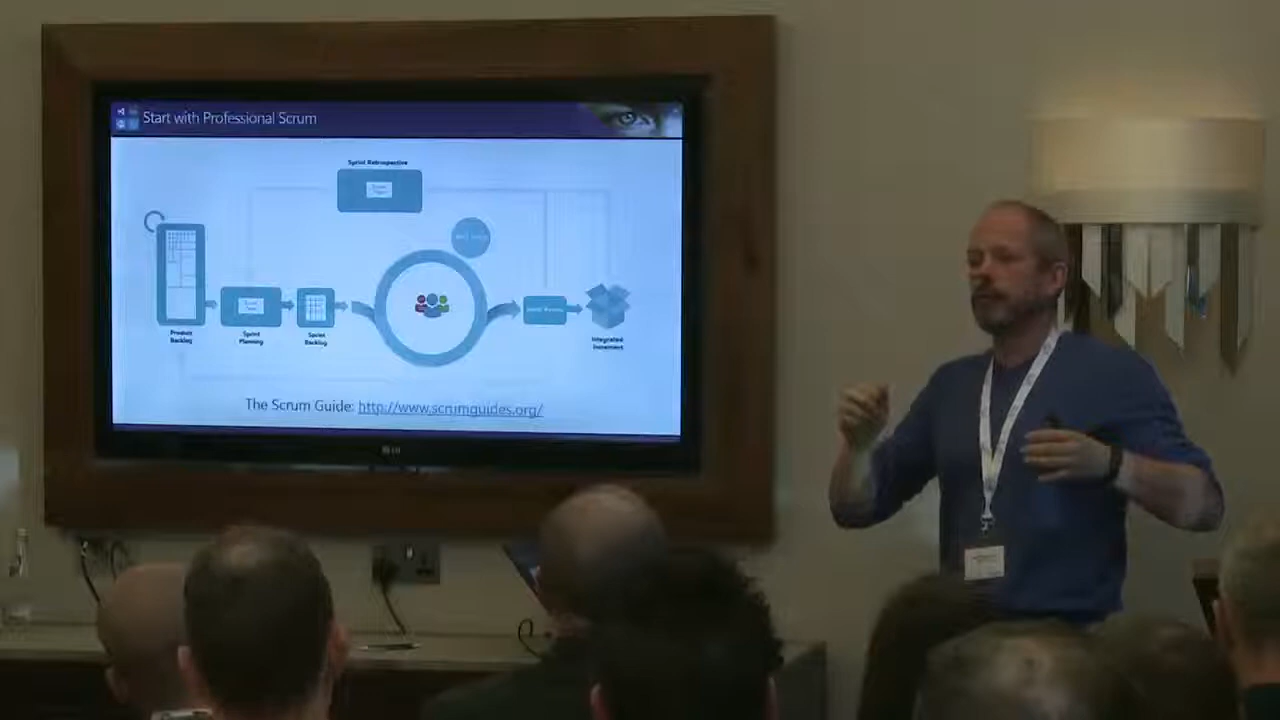 Start with Professional Scrum
Sprint Retrospective
Product
Backlog
Sprint
Planning
Sprint
Backlog
Integrated
Increment
The Scrum Guide: http://www.scrumguides.org/
LG